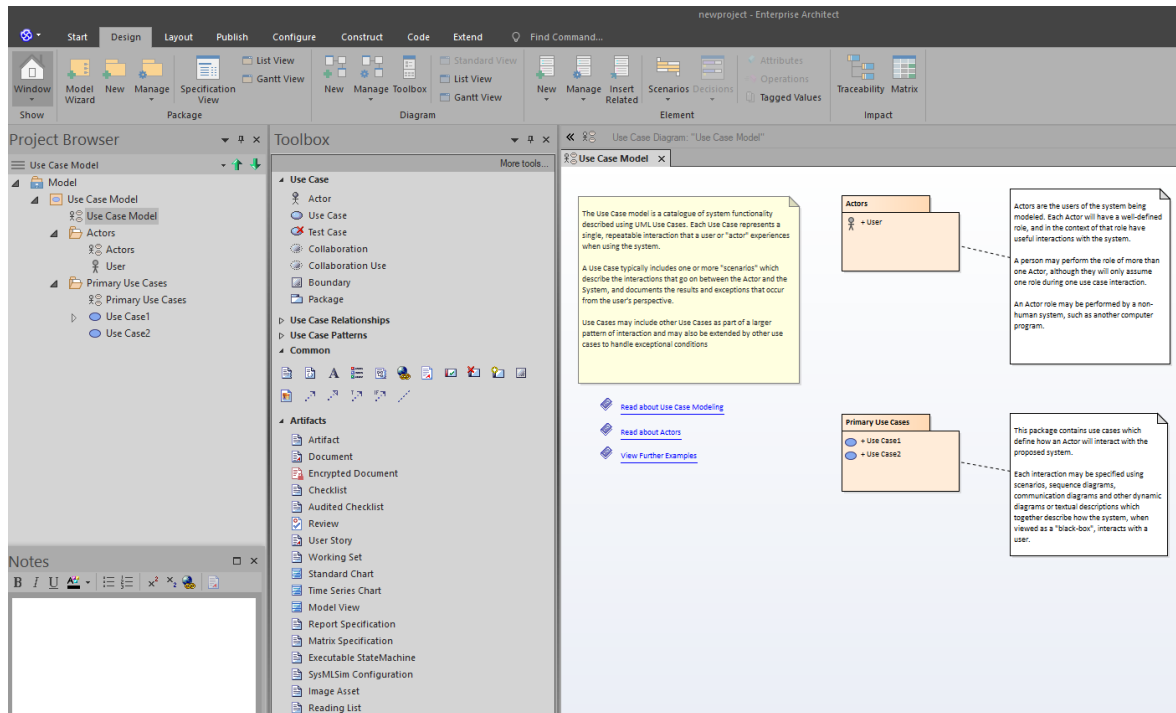 newproject - Enterprise Architect
Start Design Layout Publish Configure Construct Code Extend Find Command...
Window
Show
Model Wizard
New
Manage
Specification View
List View
Gantt View
Package
New
Manage
Toolbox
Standard View
List View
Gantt View
Diagram
New
Manage
Insert Related
Scenarios
Decisions
Attributes
Operations
Tagged Values
Element
Traceability
Matrix
Impact
Project Browser
Use Case Model
Model
Use Case Model
Use Case Model
Actors
Actors
User
Primary Use Cases
Primary Use Cases
Use Case1
Use Case2
Notes
B I U A x² x₂
Toolbox
More tools...
Use Case
Actor
Use Case
Test Case
Collaboration
Collaboration Use
Boundary
Package
Use Case Relationships
Use Case Patterns
Common
A
Artifacts
Artifact
Document
Encrypted Document
Checklist
Audited Checklist
Review
User Story
Working Set
Standard Chart
Time Series Chart
Model View
Report Specification
Matrix Specification
Executable StateMachine
SysMLSim Configuration
Image Asset
Reading List
Use Case Diagram: "Use Case Model"
Use Case Model
The Use Case model is a catalogue of system functionality
described using UML Use Cases. Each Use Case represents a
single, repeatable interaction that a user or "actor" experiences
when using the system.
A Use Case typically includes one or more "scenarios" which
describe the interactions that go on between the Actor and the
System, and documents the results and exceptions that occur
from the user's perspective.
Use Cases may include other Use Cases as part of a larger
pattern of interaction and may also be extended by other use
cases to handle exceptional conditions
Read about Use Case Modeling
Read about Actors
View Further Examples
Actors
+ User
Actors are the users of the system being
modeled. Each Actor will have a well-defined
role, and in the context of that role have
useful interactions with the system.
A person may perform the role of more than
one Actor, although they will only assume
one role during one use case interaction.
An Actor role may be performed by a non-
human system, such as another computer
program.
Primary Use Cases
+ Use Case1
+ Use Case2
This package contains use cases which
define how an Actor will interact with the
proposed system.
Each interaction may be specified using
scenarios, sequence diagrams,
communication diagrams and other dynamic
diagrams or textual descriptions which
together describe how the system, when
viewed as a "black-box", interacts with a
user.